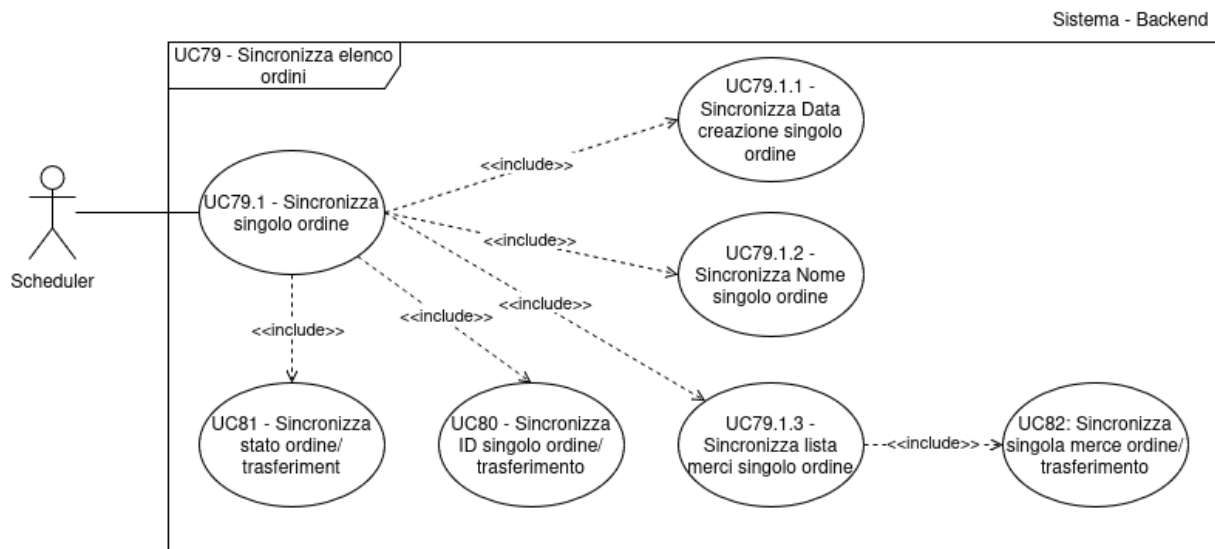 Sistema - Backend
UC79 - Sincronizza elenco
ordini
UC79.1.1 -
Sincronizza Data
creazione singolo
ordine
<<include>>
UC79.1 - Sincronizza
singolo ordine
Scheduler
<<include>>
UC79.1.2 -
Sincronizza Nome
singolo ordine
<<include>>
<<include>>
<<include>>
UC81 - Sincronizza
stato ordine/
trasferiment
UC80 - Sincronizza
ID singolo ordine/
trasferimento
UC79.1.3 -
Sincronizza lista
merci singolo ordine
<<include>>
UC82: Sincronizza
singola merce ordine/
trasferimento